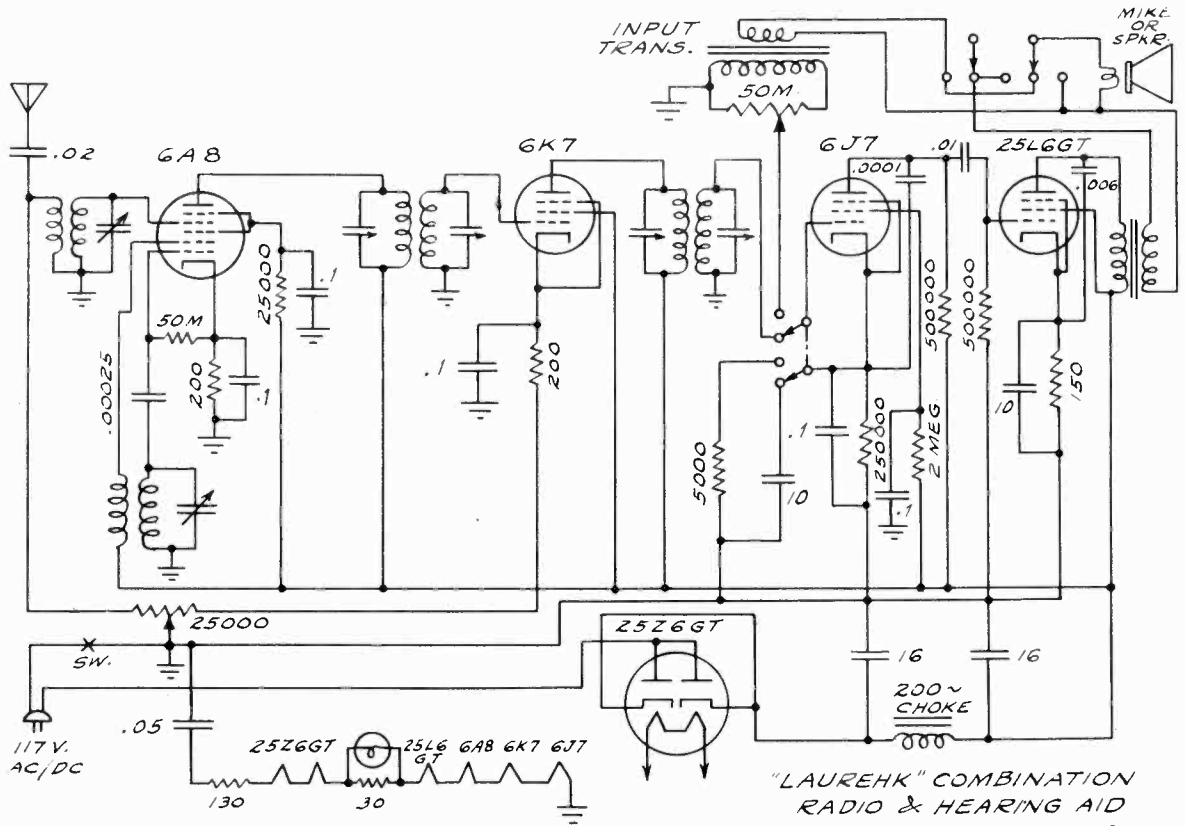 INPUT
TRANS.
MIKE
OR
SPKR.
50M
.02
6A8
6K7
6J7
.0001
.01
25L6GT
.006
25000
.1
50M
200
.1
.00025
.1
200
5000
10
.1
250000
.1
2 MEG.
500000
500000
10
150
25000
SW.
117 V.
AC/DC
.05
130
25Z6GT
30
25L6
GT
6A8
6K7
6J7
25Z6GT
16
16
200~
CHOKE
"LAUREHK" COMBINATION
RADIO & HEARING AID